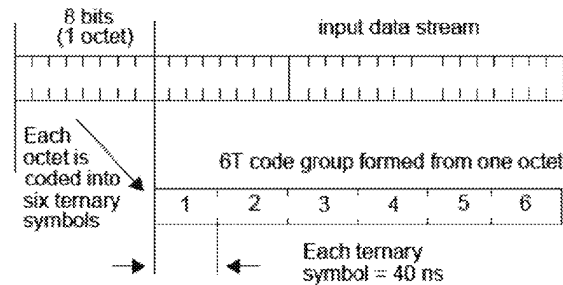 8 bits
(1 octet)
input data stream
Each
octet is
coded into
six ternary
symbols
6T code group formed from one octet
1 2 3 4 5 6
Each ternary
symbol = 40 ns